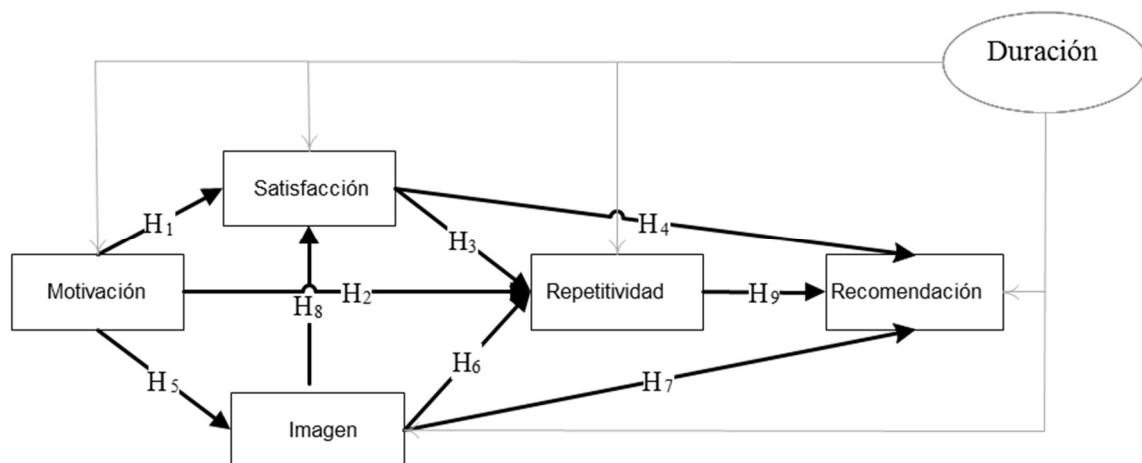 Duración
Satisfacción
H1
H3
H4
Motivación
H2
H8
Repetitividad
H9
Recomendación
H5
H6
H7
Imagen